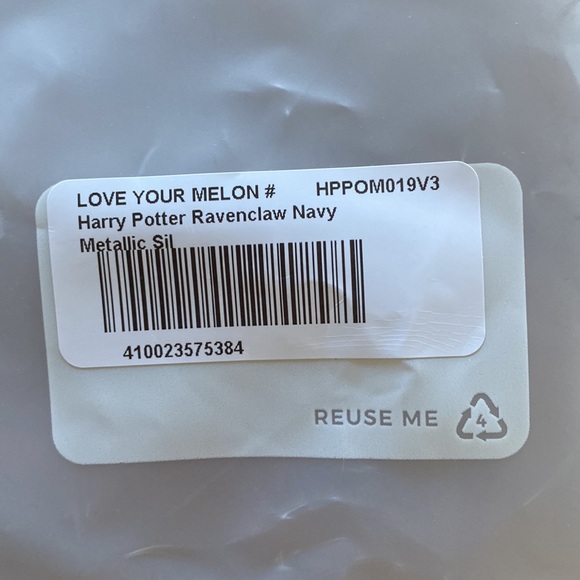 LOVE YOUR MELON # HPPOM019V3
Harry Potter Ravenclaw Navy
Metallic Sil
410023575384
REUSE ME
4